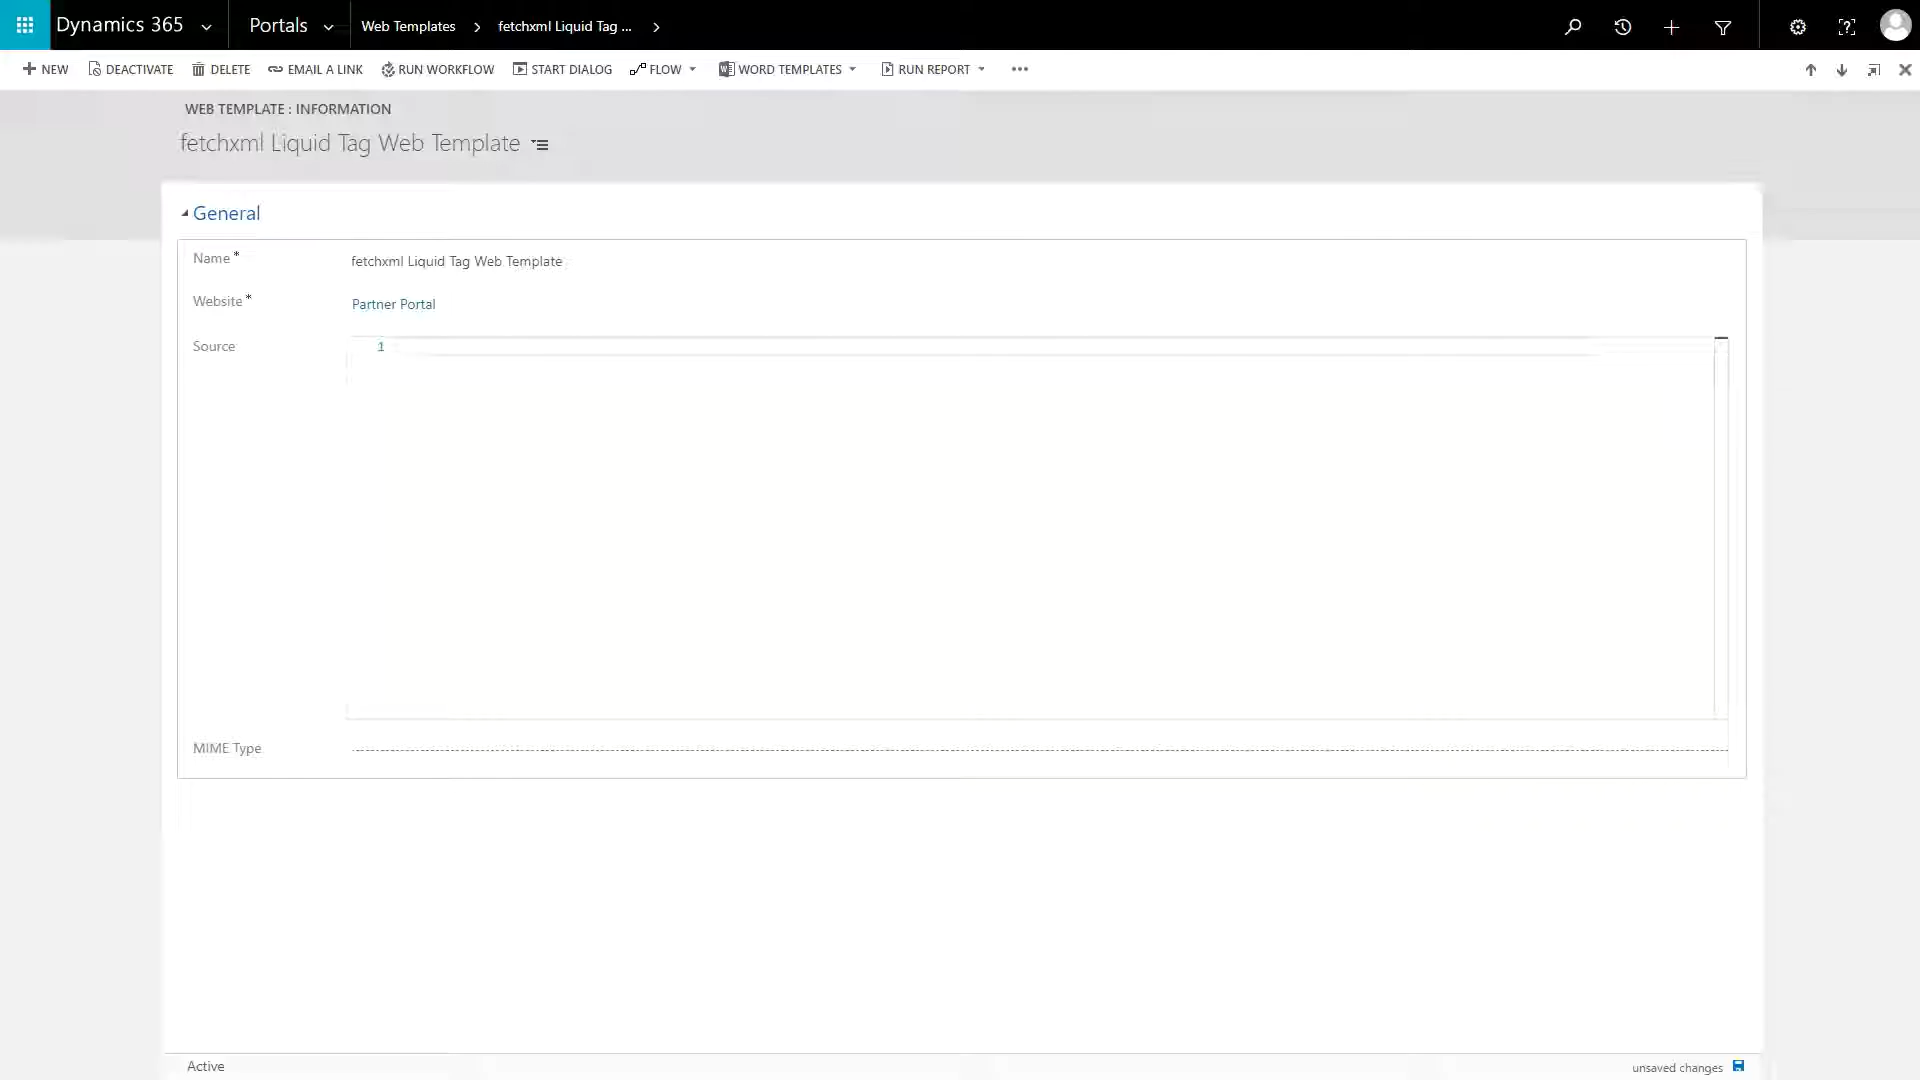 Dynamics 365 Portals Web Templates fetchxml Liquid Tag ...
NEW DEACTIVATE DELETE EMAIL A LINK RUN WORKFLOW START DIALOG FLOW WORD TEMPLATES RUN REPORT •••
WEB TEMPLATE : INFORMATION
fetchxml Liquid Tag Web Template
General
Name * fetchxml Liquid Tag Web Template
Website * Partner Portal
Source 1
MIME Type
Active unsaved changes